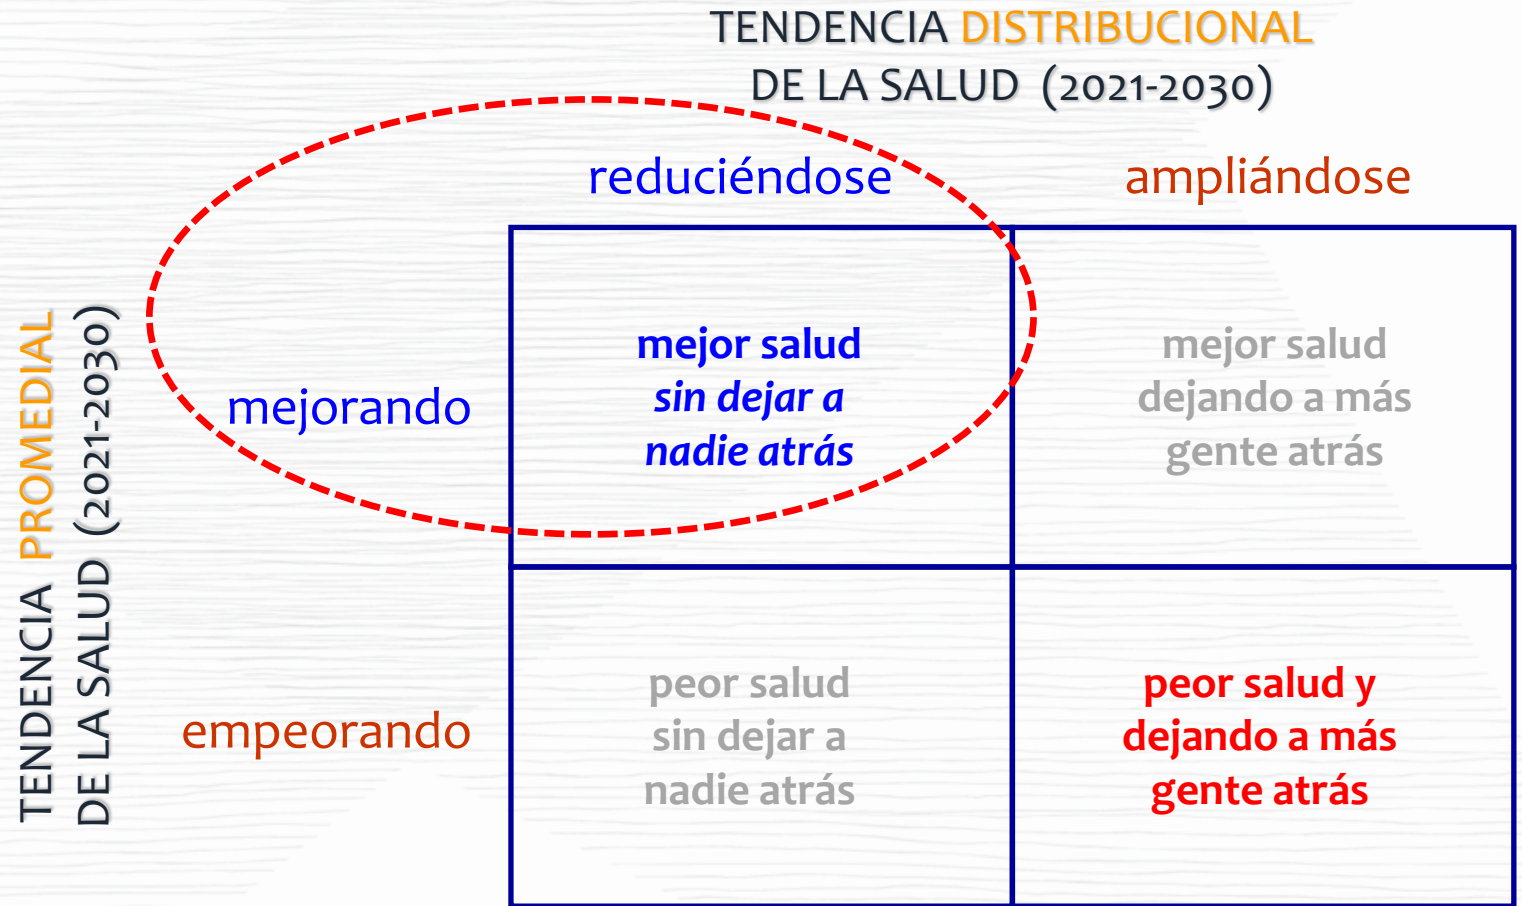 TENDENCIA DISTRIBUCIONAL
DE LA SALUD (2021-2030)
reduciéndose
ampliándose
TENDENCIA PROMEDIAL
DE LA SALUD (2021-2030)
mejorando
mejor salud
sin dejar a
nadie atrás
mejor salud
dejando a más
gente atrás
empeorando
peor salud
sin dejar a
nadie atrás
peor salud y
dejando a más
gente atrás